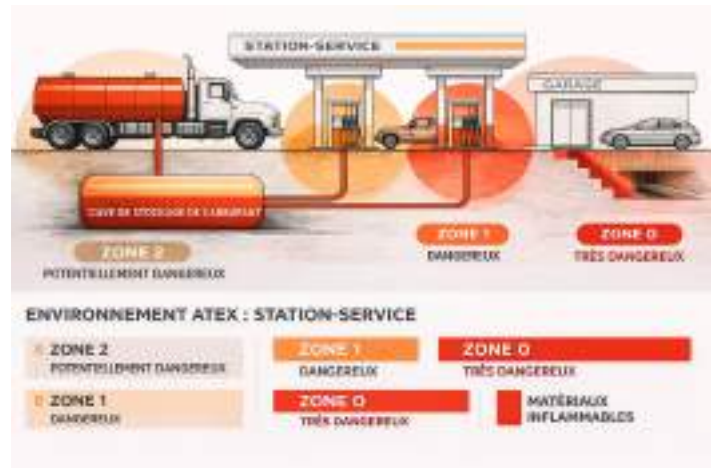 STATION-SERVICE
GARAGE
CUVE DE STOCKAGE DE
ZONE 2
POTENTIELLEMENT DANGEREUX
ZONE 1
DANGEREUX
ZONE 0
TRÈS DANGEREUX
ENVIRONNEMENT ATEX : STATION-SERVICE
ZONE 2
POTENTIELLEMENT DANGEREUX
ZONE 1
DANGEREUX
ZONE 0
TRÈS DANGEREUX
ZONE 1
DANGEREUX
ZONE 0
TRÈS DANGEREUX
MATÉRIAUX
INFLAMMABLES